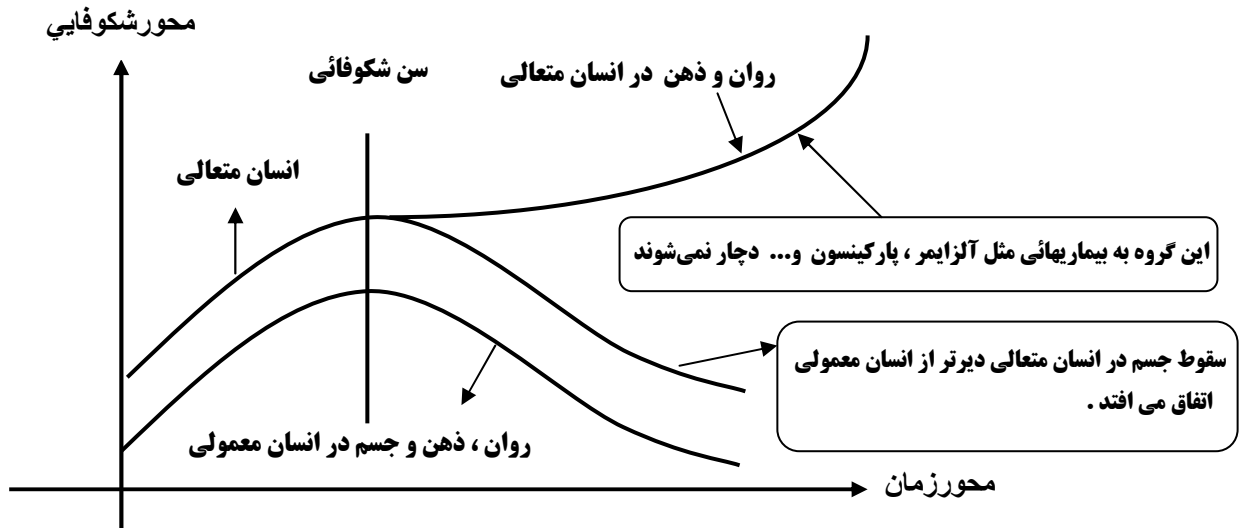 محورشکوفايي
سن شکوفائی
روان و ذهن در انسان متعالی
انسان متعالی
این گروه به بیماریهائی مثل آلزایمر ، پارکینسون و... دچار نمی‌شوند
سقوط جسم در انسان متعالی دیرتر از انسان معمولی
اتفاق می افتد .
روان ، ذهن و جسم در انسان معمولی
محورزمان